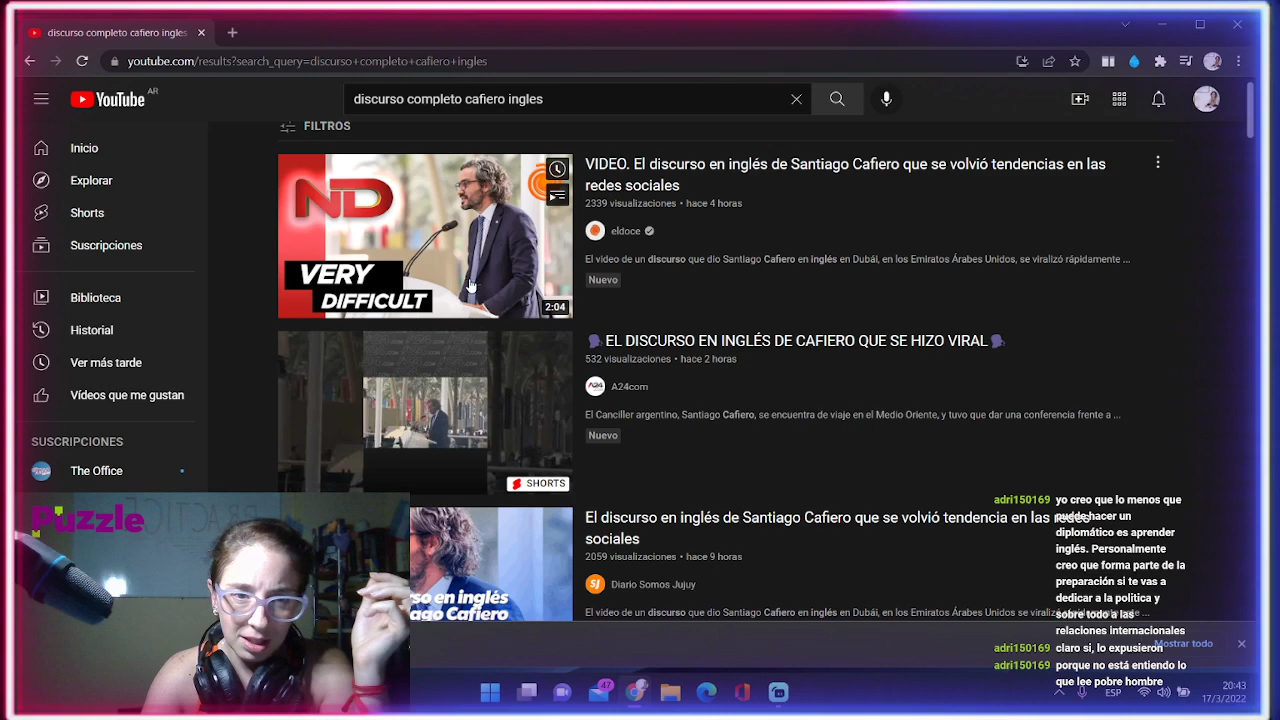 discurso completo cafiero ingles
youtube.com/results?search_query=discurso+completo+cafiero+ingles
YouTube AR
discurso completo cafiero ingles
FILTROS
Inicio
Explorar
Shorts
Suscripciones
Biblioteca
Historial
Ver más tarde
Vídeos que me gustan
SUSCRIPCIONES
The Office
ND
VERY
DIFFICULT
2:04
VIDEO. El discurso en inglés de Santiago Cafiero que se volvió tendencias en las
redes sociales
2339 visualizaciones • hace 4 horas
eldoce
El video de un discurso que dio Santiago Cafiero en inglés en Dubái, en los Emiratos Árabes Unidos, se viralizó rápidamente ...
Nuevo
SHORTS
EL DISCURSO EN INGLÉS DE CAFIERO QUE SE HIZO VIRAL
532 visualizaciones • hace 2 horas
A24
A24com
El Canciller argentino, Santiago Cafiero, se encuentra de viaje en el Medio Oriente, y tuvo que dar una conferencia frente a ...
Nuevo
so en inglés
ago Cafiero
El discurso en inglés de Santiago Cafiero que se volvió tendencia en las redes
sociales
2059 visualizaciones • hace 9 horas
SJ
Diario Somos Jujuy
El video de un discurso que dio Santiago Cafiero en inglés en Dubái, en los Emiratos Árabes Unidos, se viralizó
adri150169 yo creo que lo menos que
puede hacer un
diplomático es aprender
inglés. Personalmente
creo que forma parte de la
preparación si te vas a
dedicar a la política y
sobre todo a las
relaciones internacionales
adri150169 claro si, lo expusieron
adri150169 porque no está entiendo lo
que lee pobre hombre
Mostrar todo
Puzzle
PRACTICE
47
ESP
20:43
17/3/2022